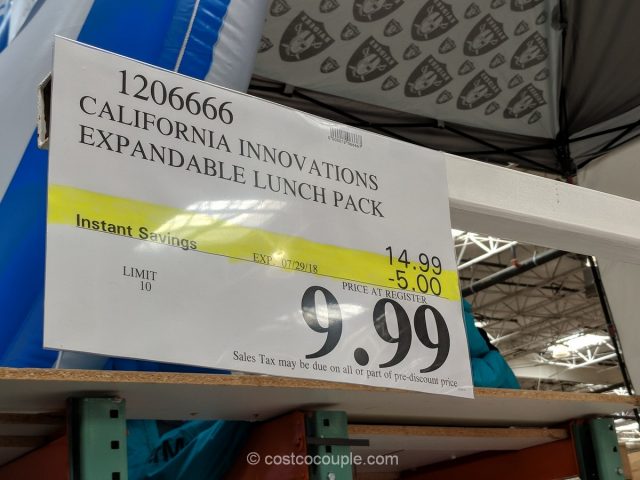 1206666
CALIFORNIA INNOVATIONS
EXPANDABLE LUNCH PACK
14.99
Instant Savings EXP. 07/29/18 -5.00
PRICE AT REGISTER
LIMIT
10
9.99
Sales Tax may be due on all or part of pre-discount price
© costcocouple.com